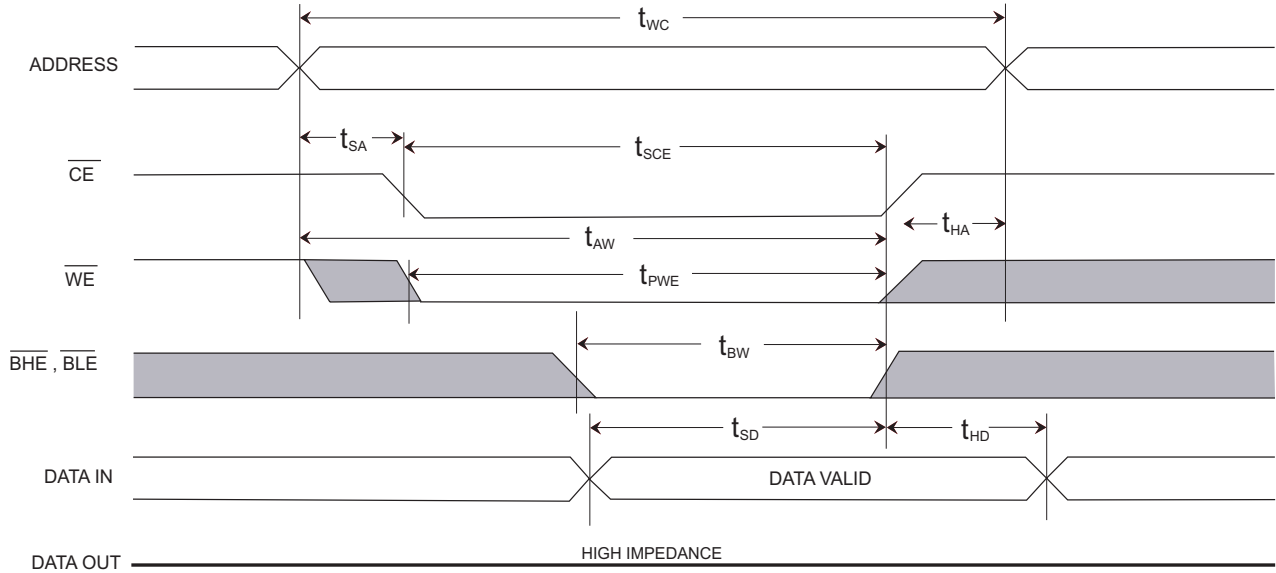 tWC
ADDRESS
tSA
tSCE
CE
tHA
tAW
WE
tPWE
BHE , BLE
tBW
tSD
tHD
DATA IN
DATA VALID
DATA OUT
HIGH IMPEDANCE